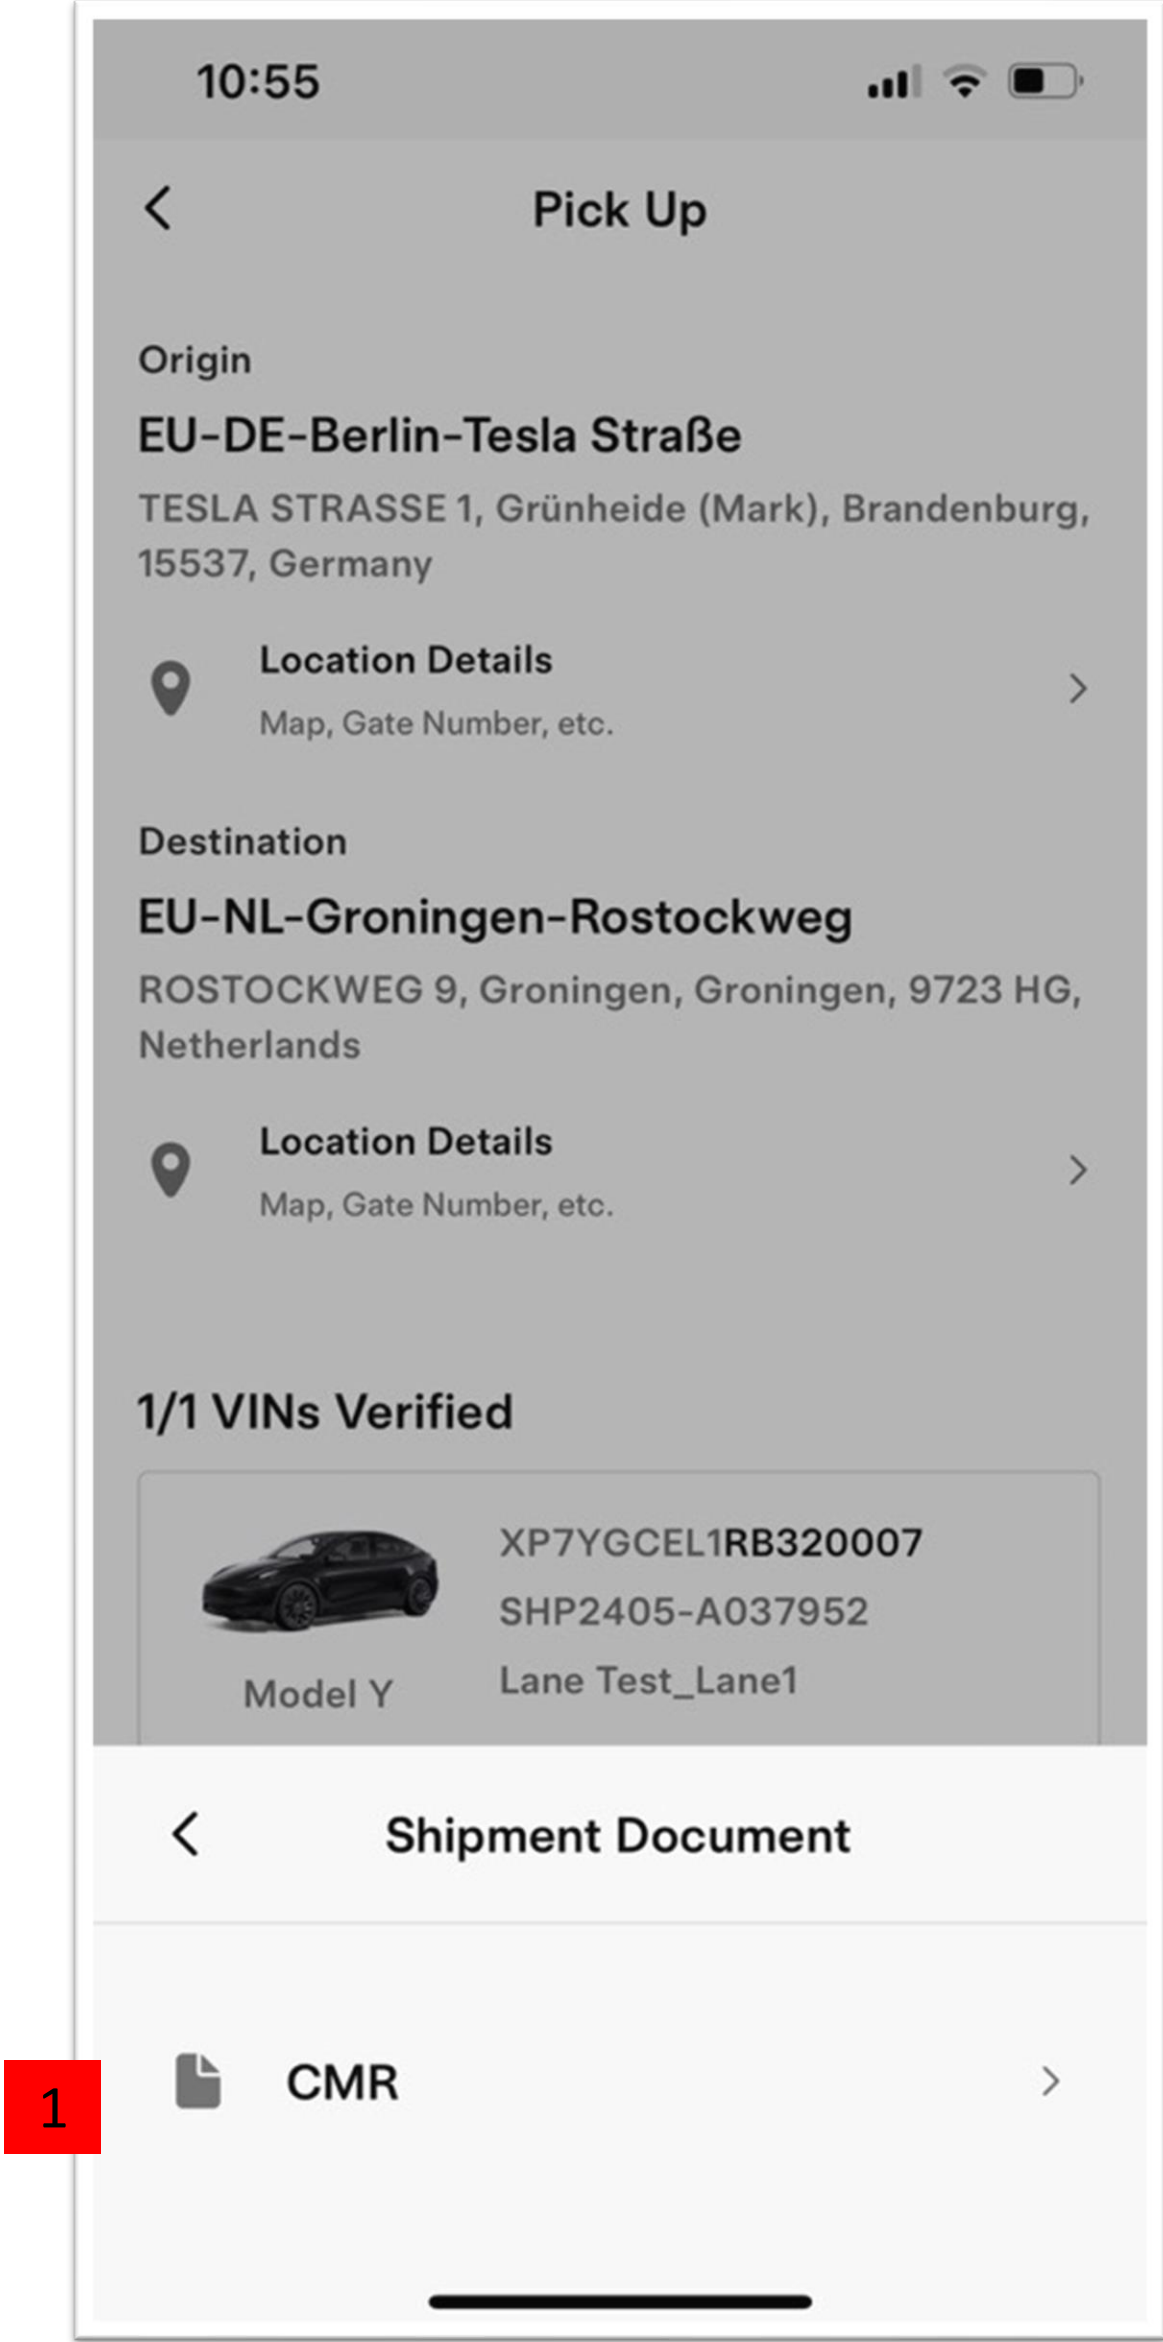 10:55
Pick Up
Origin
EU-DE-Berlin-Tesla Straße
TESLA STRASSE 1, Grünheide (Mark), Brandenburg,
15537, Germany
Location Details
Map, Gate Number, etc.
Destination
EU-NL-Groningen-Rostockweg
ROSTOCKWEG 9, Groningen, Groningen, 9723 HG,
Netherlands
Location Details
Map, Gate Number, etc.
1/1 VINs Verified
XP7YGCEL1RB320007
SHP2405-A037952
Lane Test_Lane1
Model Y
Shipment Document
1
CMR